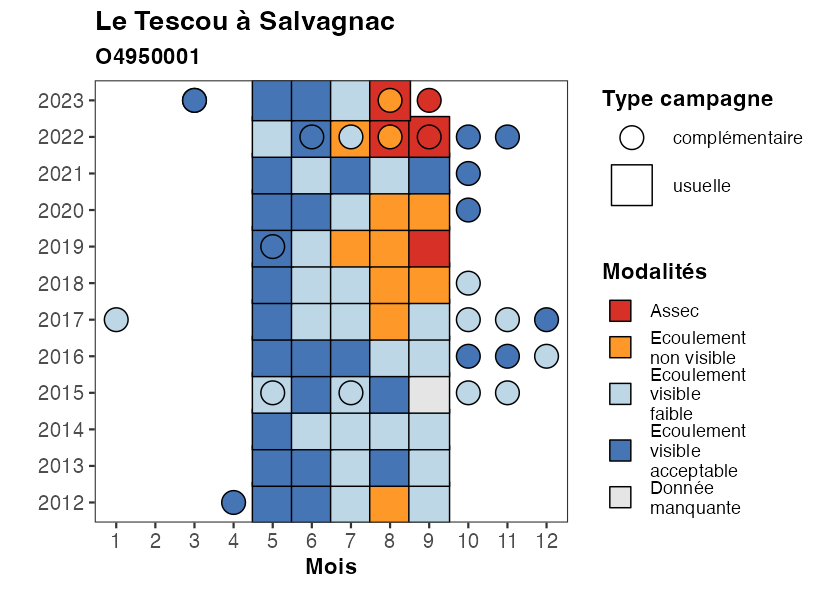 Le Tescou à Salvagnac
O4950001
2023
2022
2021
2020
2019
2018
2017
2016
2015
2014
2013
2012
1 2 3 4 5 6 7 8 9 10 11 12
Mois
Type campagne
complémentaire
usuelle
Modalités
Assec
Ecoulement
non visible
Ecoulement
visible
faible
Ecoulement
visible
acceptable
Donnée
manquante